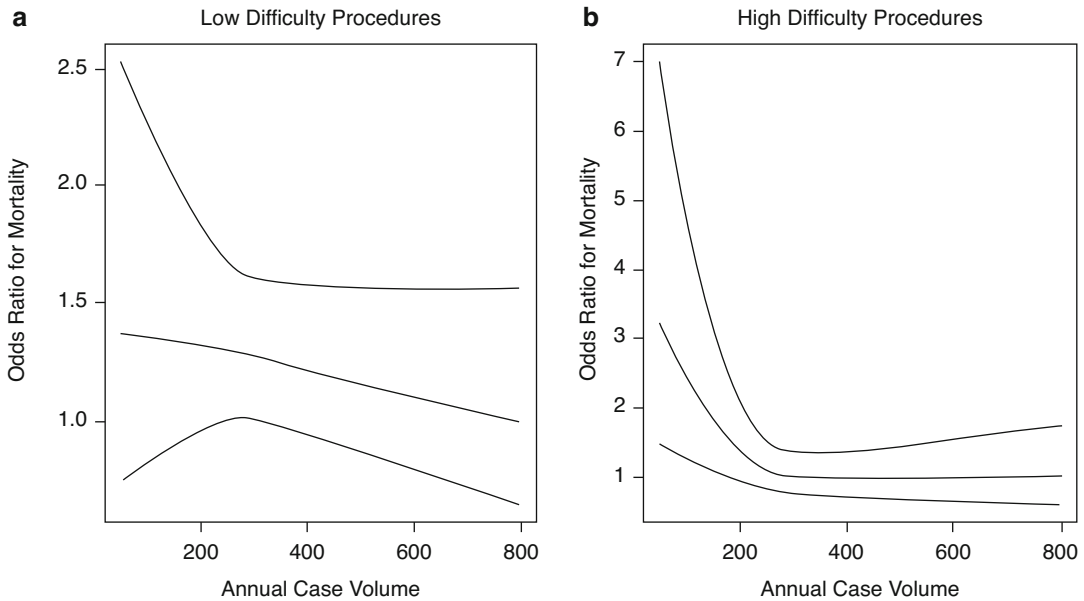 a
Low Difficulty Procedures
Odds Ratio for Mortality
2.5
2.0
1.5
1.0
200 400 600 800
Annual Case Volume
b
High Difficulty Procedures
Odds Ratio for Mortality
7
6
5
4
3
2
1
200 400 600 800
Annual Case Volume